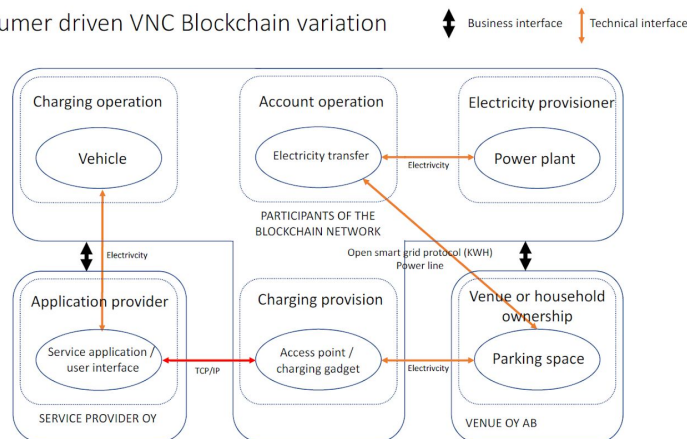 umer driven VNC Blockchain variation
Business interface
Technical interface
Charging operation
Account operation
Electricity provisioner
Vehicle
Electricity transfer
Power plant
Electrivcity
PARTICIPANTS OF THE
BLOCKCHAIN NETWORK
Electrivcity
Open smart grid protocol (KWH)
Power line
Application provider
Charging provision
Venue or household
ownership
Service application /
user interface
TCP/IP
Access point /
charging gadget
Electrivcity
Parking space
SERVICE PROVIDER OY
VENUE OY AB